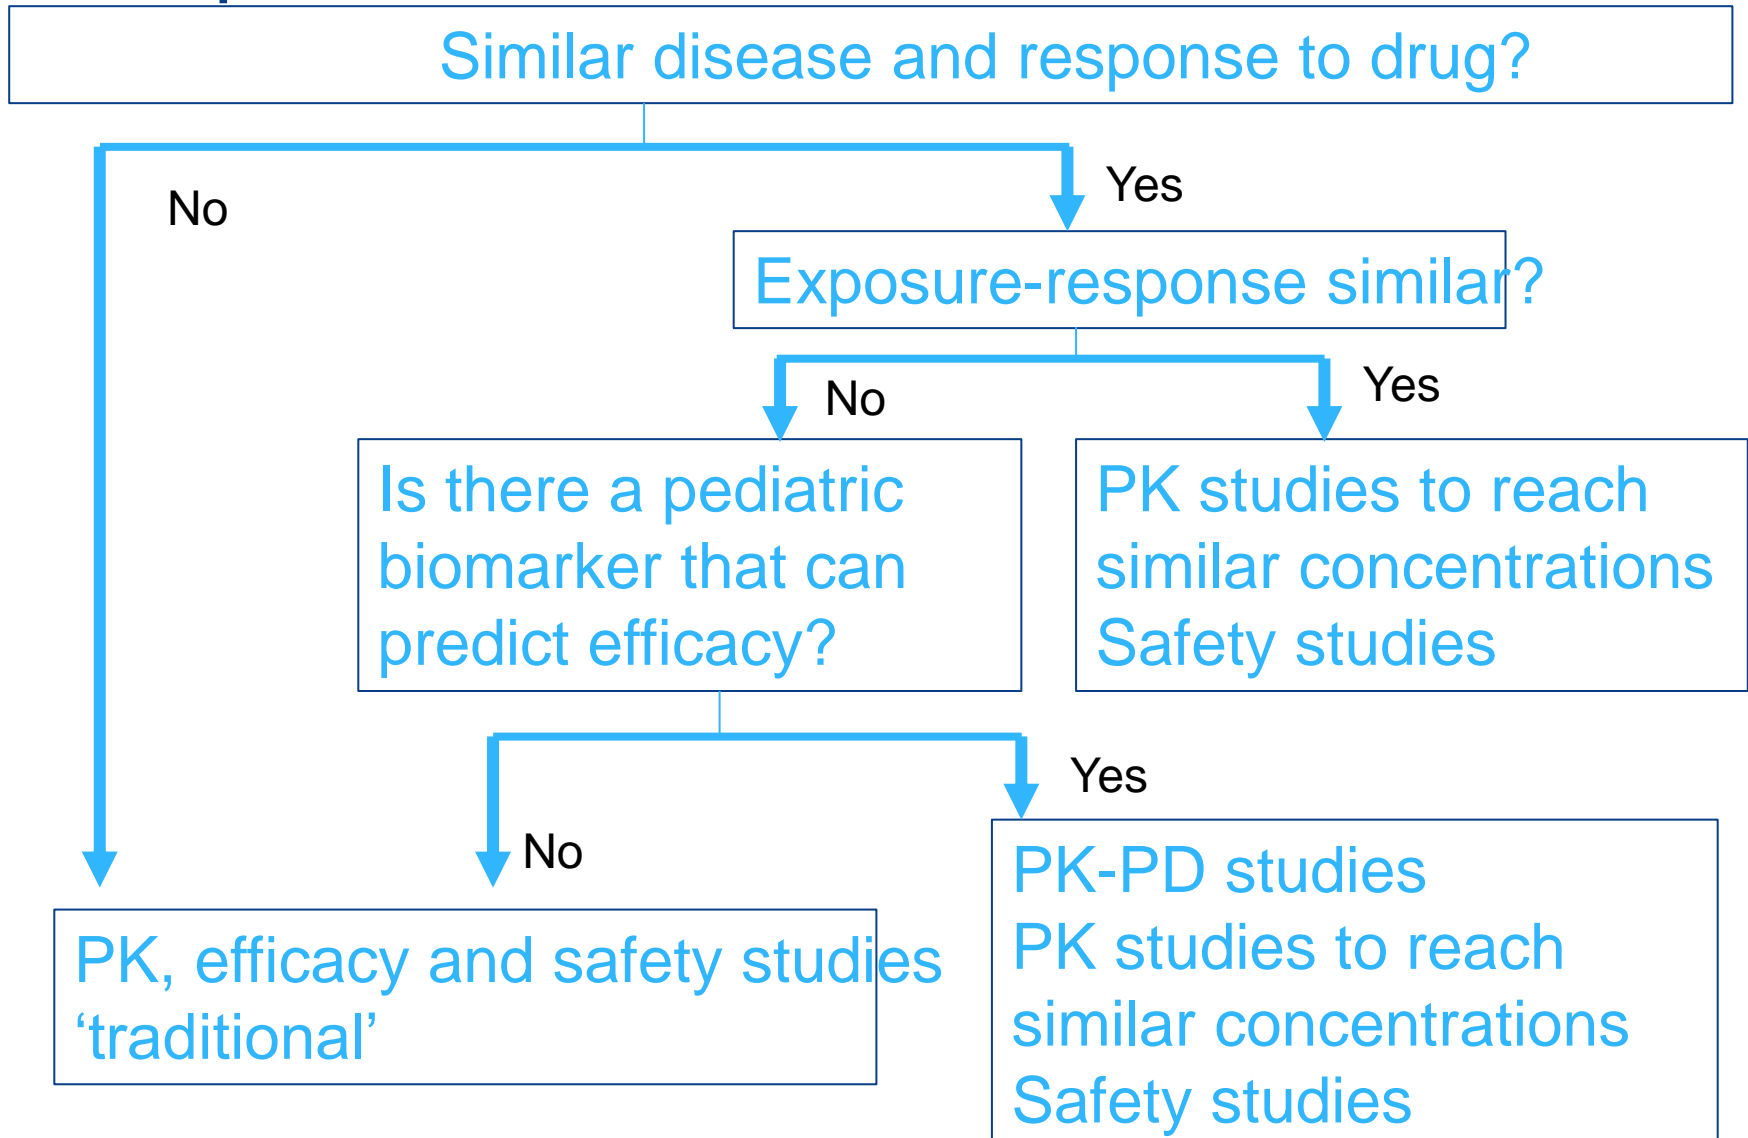 Similar disease and response to drug?
No
Yes
Exposure-response similar?
No
Yes
Is there a pediatric
biomarker that can
predict efficacy?
PK studies to reach
similar concentrations
Safety studies
No
Yes
PK, efficacy and safety studies
‘traditional’
PK-PD studies
PK studies to reach
similar concentrations
Safety studies